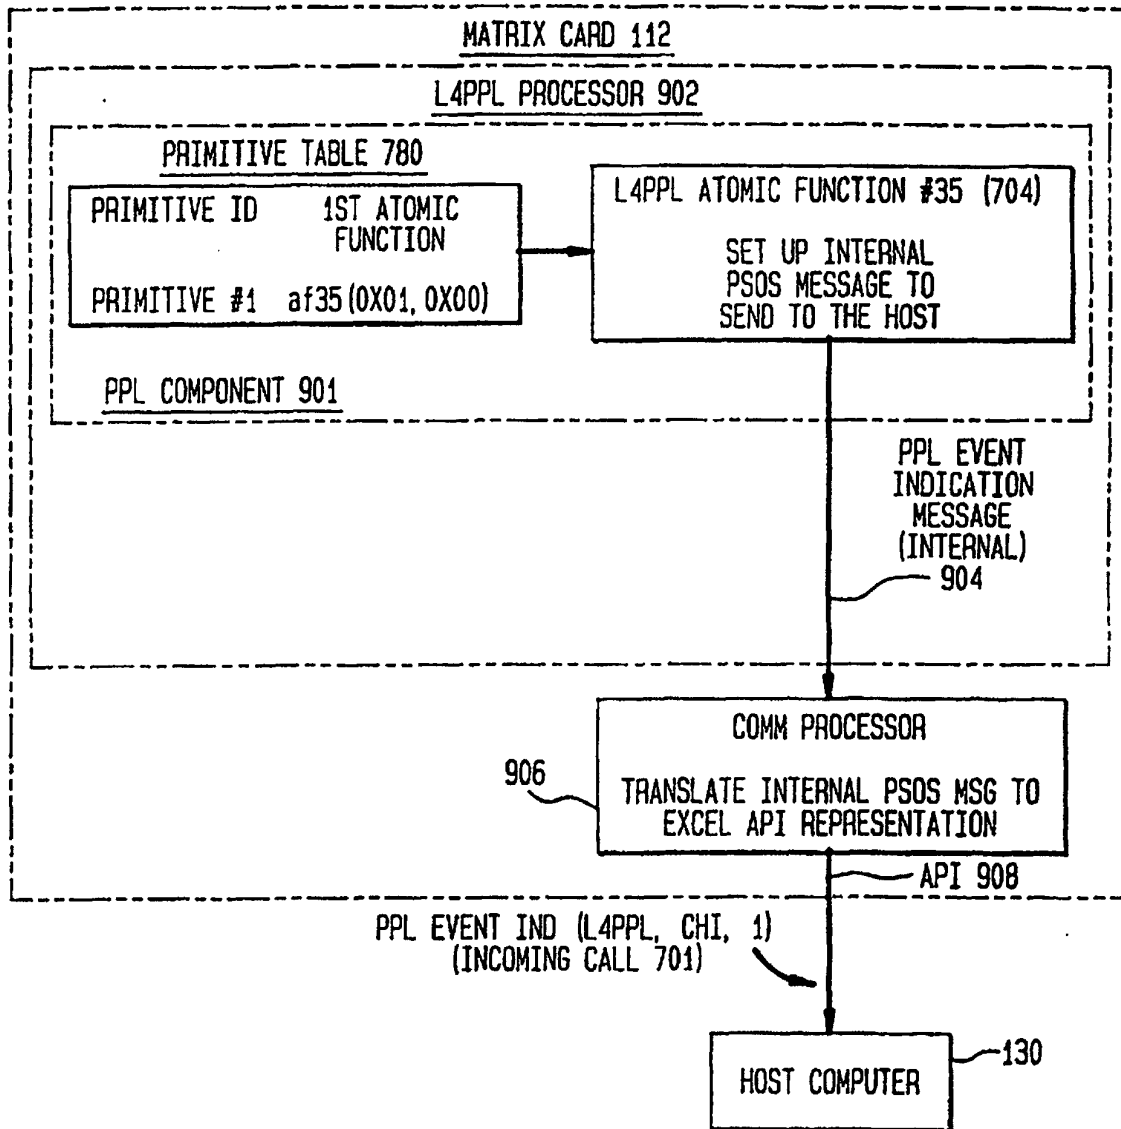 MATRIX CARD 112
L4PPL PROCESSOR 902
PRIMITIVE TABLE 780
PRIMITIVE ID 1ST ATOMIC
FUNCTION
PRIMITIVE #1 af35(0X01, 0X00)
L4PPL ATOMIC FUNCTION #35 (704)
SET UP INTERNAL
PSOS MESSAGE TO
SEND TO THE HOST
PPL COMPONENT 901
PPL EVENT
INDICATION
MESSAGE
(INTERNAL)
904
COMM PROCESSOR
906
TRANSLATE INTERNAL PSOS MSG TO
EXCEL API REPRESENTATION
API 908
PPL EVENT IND (L4PPL, CHI, 1)
(INCOMING CALL 701)
130
HOST COMPUTER